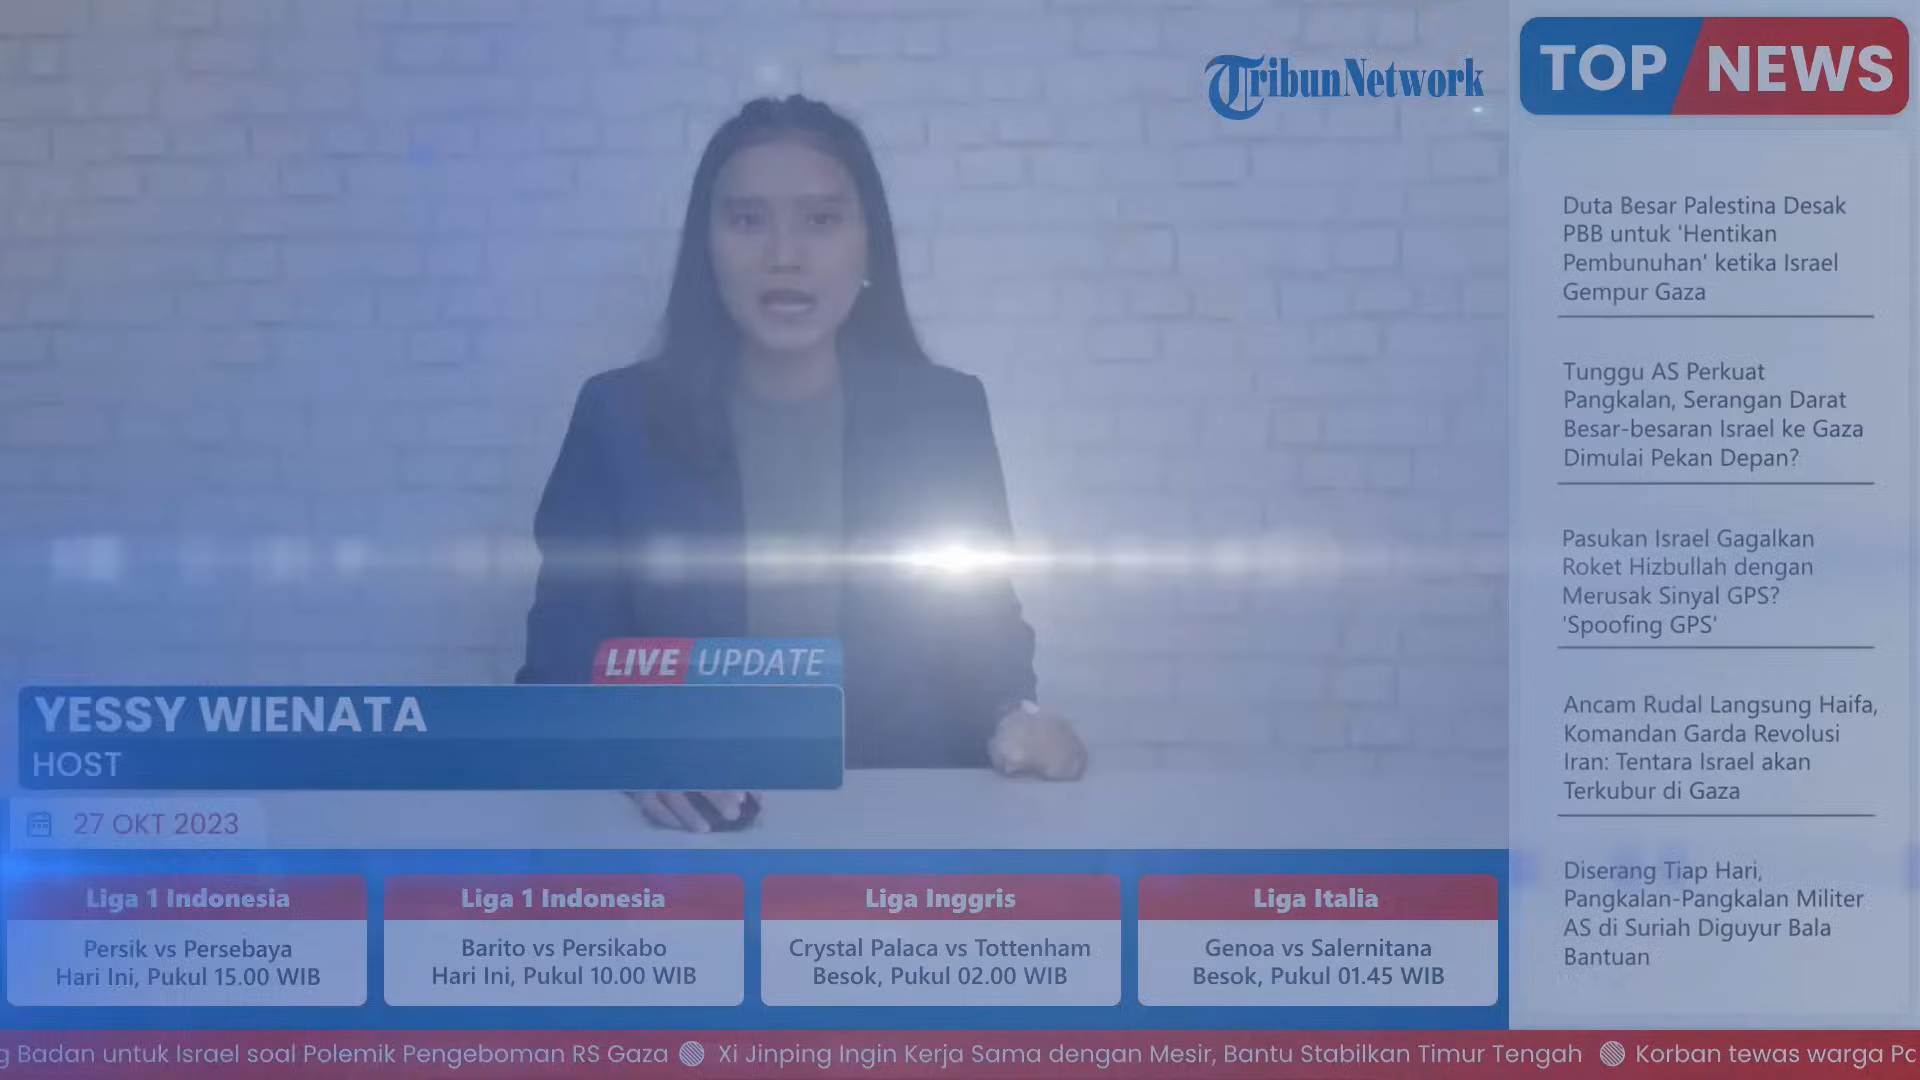 TribunNetwork
TOP NEWS
Duta Besar Palestina Desak
PBB untuk 'Hentikan
Pembunuhan' ketika Israel
Gempur Gaza
Tunggu AS Perkuat
Pangkalan, Serangan Darat
Besar-besaran Israel ke Gaza
Dimulai Pekan Depan?
Pasukan Israel Gagalkan
Roket Hizbullah dengan
Merusak Sinyal GPS?
'Spoofing GPS'
Ancam Rudal Langsung Haifa,
Komandan Garda Revolusi
Iran: Tentara Israel akan
Terkubur di Gaza
Diserang Tiap Hari,
Pangkalan-Pangkalan Militer
AS di Suriah Diguyur Bala
Bantuan
LIVE UPDATE
YESSY WIENATA
HOST
27 OKT 2023
Liga 1 Indonesia
Persik vs Persebaya
Hari Ini, Pukul 15.00 WIB
Liga 1 Indonesia
Barito vs Persikabo
Hari Ini, Pukul 10.00 WIB
Liga Inggris
Crystal Palaca vs Tottenham
Besok, Pukul 02.00 WIB
Liga Italia
Genoa vs Salernitana
Besok, Pukul 01.45 WIB
g Badan untuk Israel soal Polemik Pengeboman RS Gaza Xi Jinping Ingin Kerja Sama dengan Mesir, Bantu Stabilkan Timur Tengah Korban tewas warga Pa